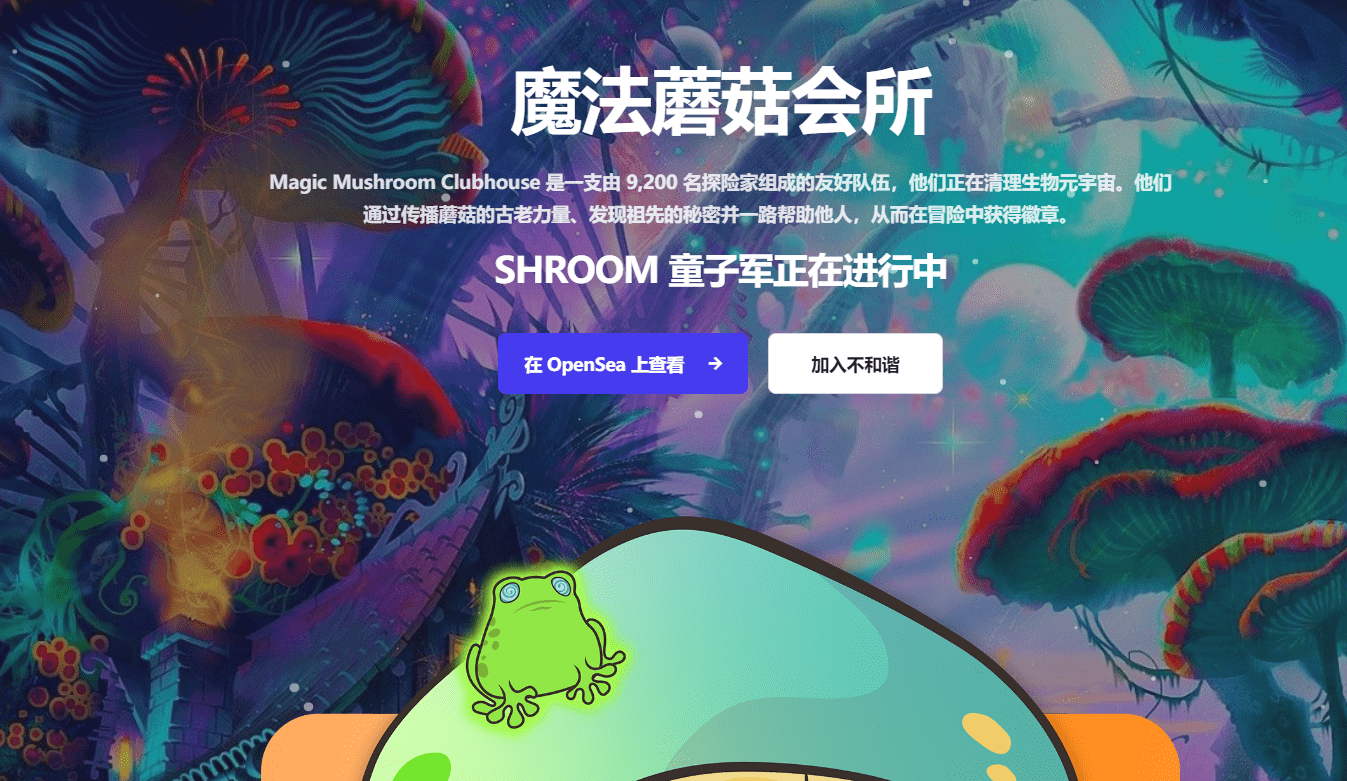 魔法蘑菇会所
Magic Mushroom Clubhouse 是一支由 9,200 名探险家组成的友好队伍，他们正在清理生物元宇宙。他们
通过传播蘑菇的古老力量、发现祖先的秘密并一路帮助他人，从而在冒险中获得徽章。
SHROOM 童子军正在进行中
在 OpenSea 上查看 →
加入不和谐